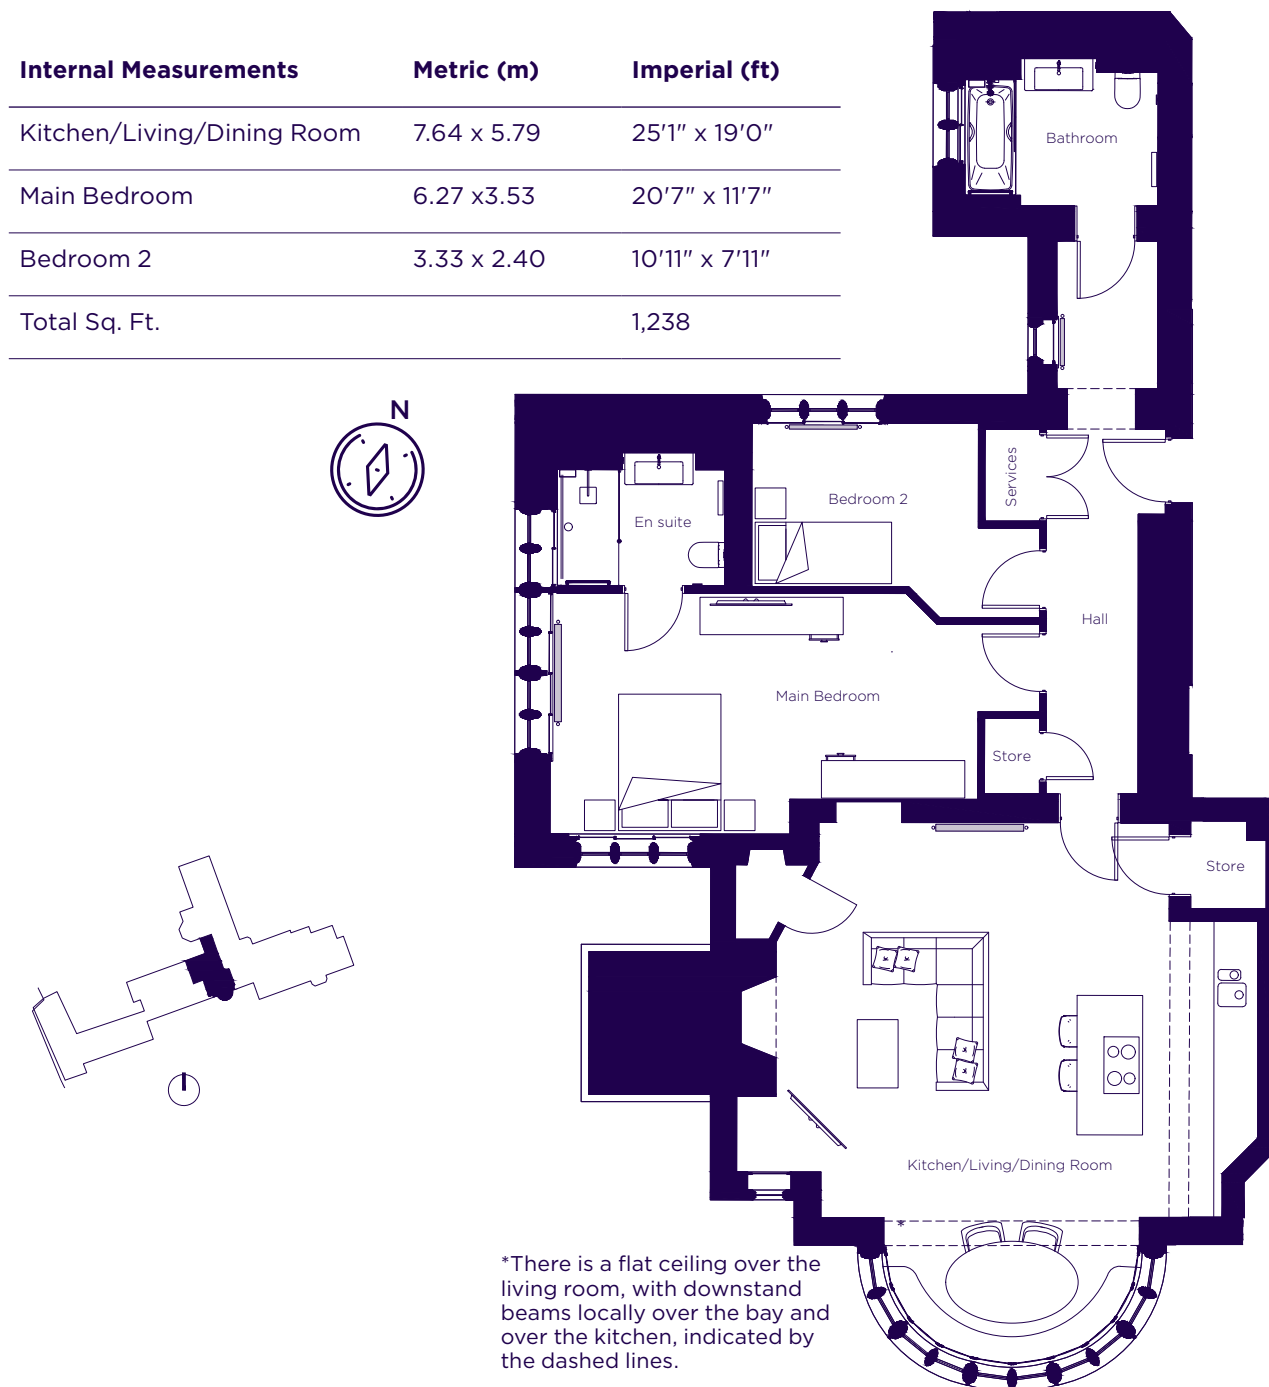 Internal Measurements Metric (m) Imperial (ft)
Kitchen/Living/Dining Room 7.64 x 5.79 25'1" x 19'0"
Main Bedroom 6.27 x3.53 20'7" x 11'7"
Bedroom 2 3.33 x 2.40 10'11" x 7'11"
Total Sq. Ft. 1,238
Bathroom
N
Services
Bedroom 2
En suite
Hall
Main Bedroom
Store
Store
Kitchen/Living/Dining Room
*
*There is a flat ceiling over the
living room, with downstand
beams locally over the bay and
over the kitchen, indicated by
the dashed lines.